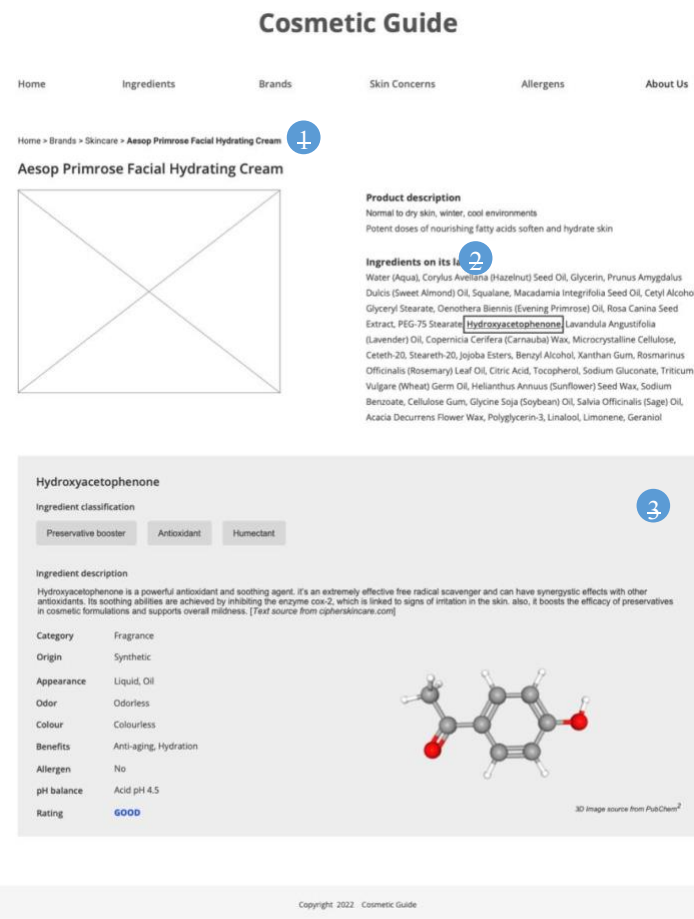 Cosmetic Guide
Home Ingredients Brands Skin Concerns Allergens About Us
Home > Brands > Skincare > Aesop Primrose Facial Hydrating Cream 1
Aesop Primrose Facial Hydrating Cream
Product description
Normal to dry skin, winter, cool environments
Potent doses of nourishing fatty acids soften and hydrate skin
Ingredients on its la 2
Water (Aqua), Corylus Avellana (Hazelnut) Seed Oil, Glycerin, Prunus Amygdalus
Dulcis (Sweet Almond) Oil, Squalane, Macadamia Integrifolia Seed Oil, Cetyl Alcoho
Glyceryl Stearate, Oenothera Biennis (Evening Primrose) Oil, Rosa Canina Seed
Extract, PEG-75 Stearate, Hydroxyacetophenone, Lavandula Angustifolia
(Lavender) Oil, Copernicia Cerifera (Carnauba) Wax, Microcrystalline Cellulose,
Ceteth-20, Steareth-20, Jojoba Esters, Benzyl Alcohol, Xanthan Gum, Rosmarinus
Officinalis (Rosemary) Leaf Oil, Citric Acid, Tocopherol, Sodium Gluconate, Triticum
Vulgare (Wheat) Germ Oil, Helianthus Annuus (Sunflower) Seed Wax, Sodium
Benzoate, Cellulose Gum, Glycine Soja (Soybean) Oil, Salvia Officinalis (Sage) Oil,
Acacia Decurrens Flower Wax, Polyglycerin-3, Linalool, Limonene, Geraniol
Hydroxyacetophenone
3
Ingredient classification
Preservative booster Antioxidant Humectant
Ingredient description
Hydroxyacetophenone is a powerful antioxidant and soothing agent. it's an extremely effective free radical scavenger and can have synergystic effects with other
antioxidants. Its soothing abilities are achieved by inhibiting the enzyme cox-2, which is linked to signs of irritation in the skin. also, it boosts the efficacy of preservatives
in cosmetic formulations and supports overall mildness. [Text source from cipherskincare.com]
Category Fragrance
Origin Synthetic
Appearance Liquid, Oil
Odor Odorless
Colour Colourless
Benefits Anti-aging, Hydration
Allergen No
pH balance Acid pH 4.5
Rating GOOD
3D Image source from PubChem2
Copyright 2022 Cosmetic Guide